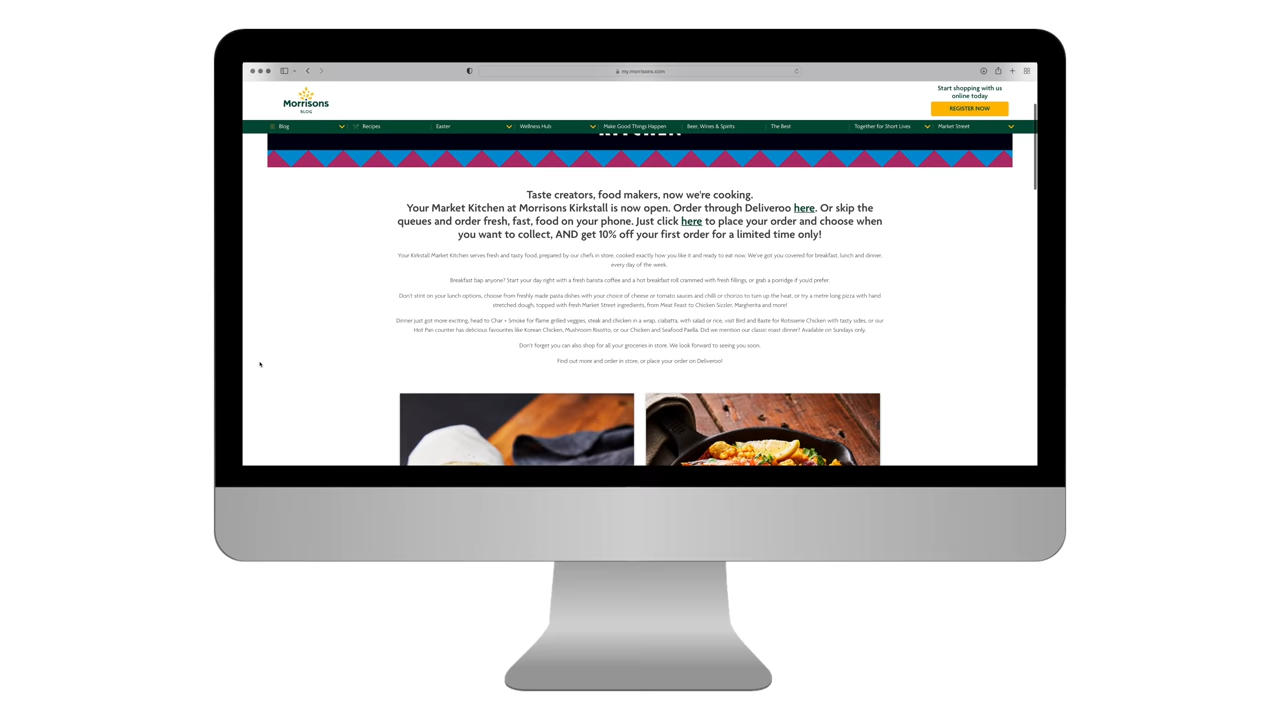 my.morrisons.com
Morrisons
BLOG
Start shopping with us
online today
REGISTER NOW
Blog
Recipes
Easter
Wellness Hub
Make Good Things Happen
Beer, Wines & Spirits
The Best
Together for Short Lives
Market Street
KITCHEN
Taste creators, food makers, now we're cooking.
Your Market Kitchen at Morrisons Kirkstall is now open. Order through Deliveroo here. Or skip the
queues and order fresh, fast, food on your phone. Just click here to place your order and choose when
you want to collect, AND get 10% off your first order for a limited time only!
Your Kirkstall Market Kitchen serves fresh and tasty food, prepared by our chefs in store, cooked exactly how you like it and ready to eat now. We've got you covered for breakfast, lunch and dinner,
every day of the week.
Breakfast bap anyone? Start your day right with a fresh barista coffee and a hot breakfast roll crammed with fresh fillings, or grab a porridge if you'd prefer.
Don't stint on your lunch options, choose from freshly made pasta dishes with your choice of cheese or tomato sauces and chilli or chorizo to turn up the heat, or try a metre long pizza with hand
stretched dough, topped with fresh Market Street ingredients, from Meat Feast to Chicken Sizzler, Margherita and more!
Dinner just got more exciting, head to Char + Smoke for flame grilled veggies, steak and chicken in a wrap, ciabatta, with salad or rice, visit Bird and Baste for Rotisserie Chicken with tasty sides, or our
Hot Pan counter has delicious favourites like Korean Chicken, Mushroom Risotto, or our Chicken and Seafood Paella. Did we mention our classic roast dinner? Available on Sundays only.
Don't forget you can also shop for all your groceries in store. We look forward to seeing you soon.
Find out more and order in store, or place your order on Deliveroo!